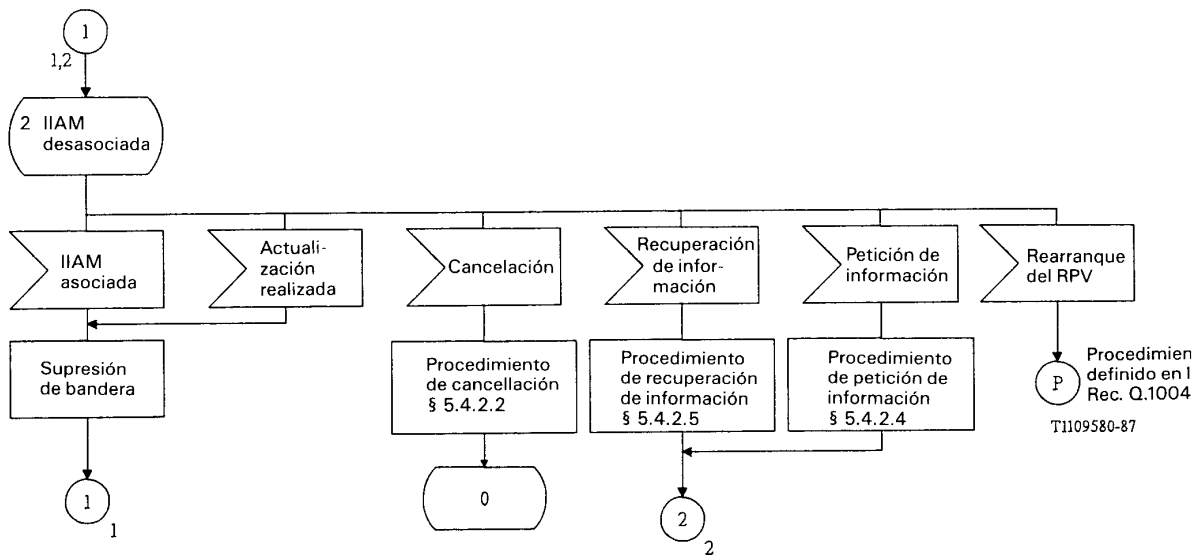 1
1,2
2 IIAM
desasociada
IIAM
asociada
Actuali-
zación
realizada
Cancelación
Recuperación
de infor-
mación
Petición de
información
Rearranque
del RPV
Supresión
de bandera
Procedimiento
de cancellación
§ 5.4.2.2
Procedimiento
de recuperación
de información
§ 5.4.2.5
Procedimiento
de petición de
información
§ 5.4.2.4
P
Procedimien
definido en l
Rec. Q.1004
T1109580-87
1
1
0
2
2